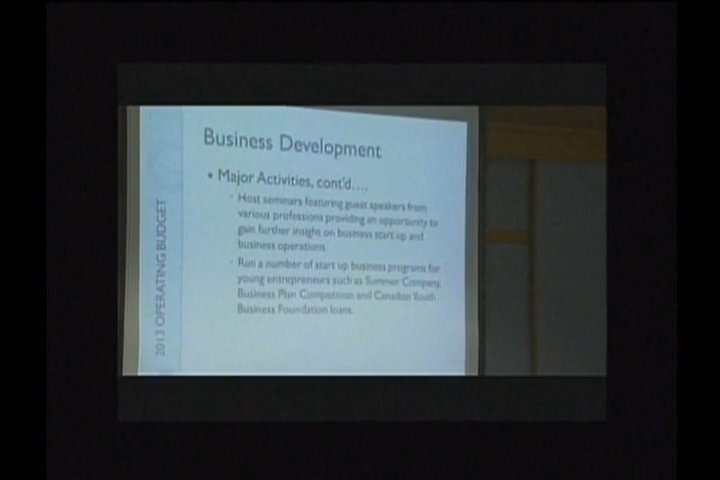 Business Development
• Major Activities, cont'd....
◦ Host seminars featuring guest speakers from
various professions providing an opportunity to
gain further insight on business start up and
business operations.
◦ Run a number of start up business programs for
young entrepreneurs such as Summer Company,
Business Plan Competition and Canadian Youth
Business Foundation loans.
2013 OPERATING BUDGET